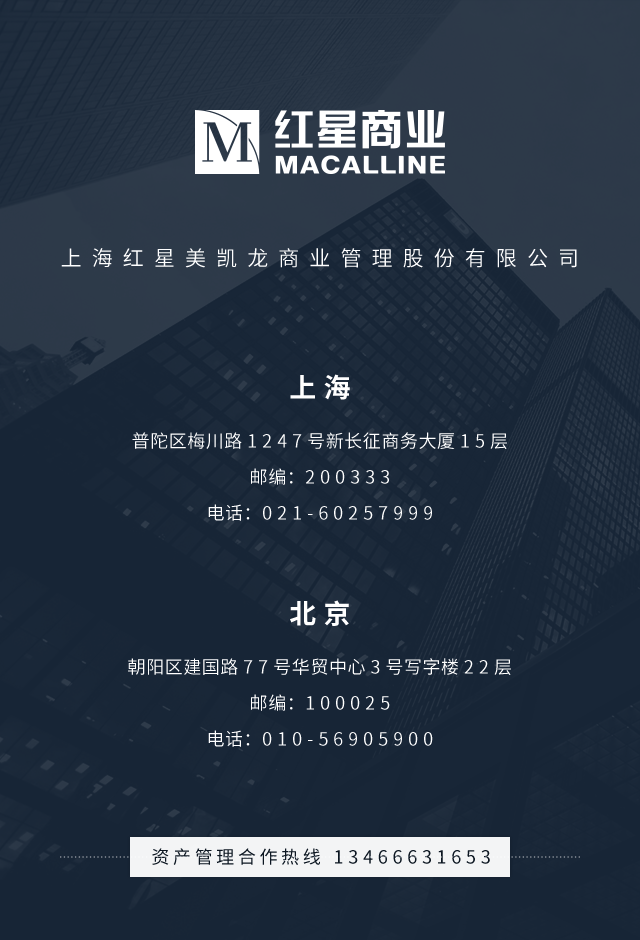 M
红星商业
MACALLINE
上海红星美凯龙商业管理股份有限公司
上海
普陀区梅川路1247号新长征商务大厦15层
邮编：200333
电话：021-60257999
北京
朝阳区建国路77号华贸中心3号写字楼22层
邮编：100025
电话：010-56905900
资产管理合作热线 13466631653